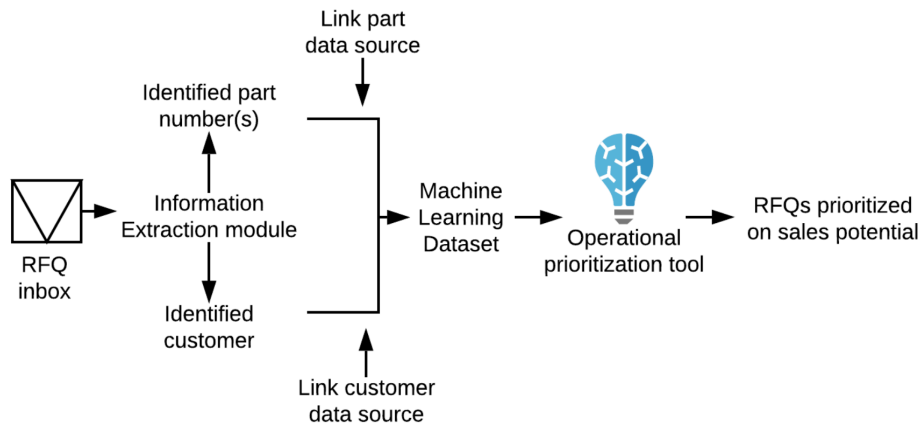 Link part
data source
Identified part
number(s)
Information
Extraction module
RFQ
inbox
Identified
customer
Link customer
data source
Machine
Learning
Dataset
Operational
prioritization tool
RFQs prioritized
on sales potential